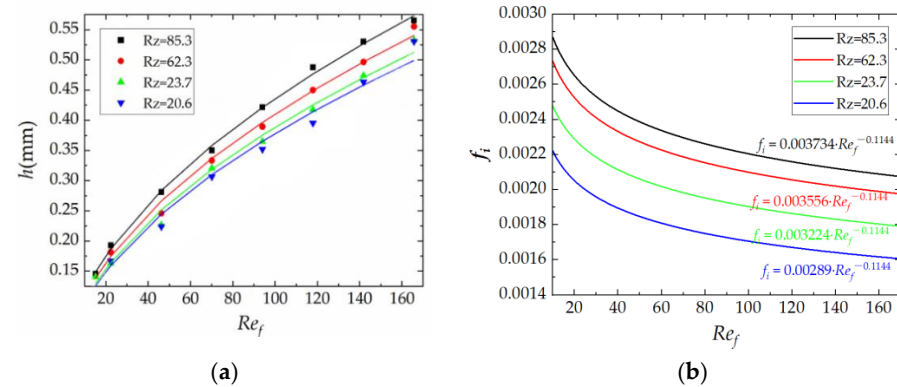 0.55
0.50
0.45
0.40
0.35
0.30
0.25
0.20
0.15
h(mm)
Rz=85.3
Rz=62.3
Rz=23.7
Rz=20.6
20 40 60 80 100 120 140 160
Re_f
(a)
0.0030
0.0028
0.0026
0.0024
0.0022
0.0020
0.0018
0.0016
0.0014
f_i
Rz=85.3
Rz=62.3
Rz=23.7
Rz=20.6
f_i = 0.003734·Re_f^-0.1144
f_i = 0.003556·Re_f^-0.1144
f_i = 0.003224·Re_f^-0.1144
f_i = 0.00289·Re_f^-0.1144
20 40 60 80 100 120 140 160
Re_f
(b)